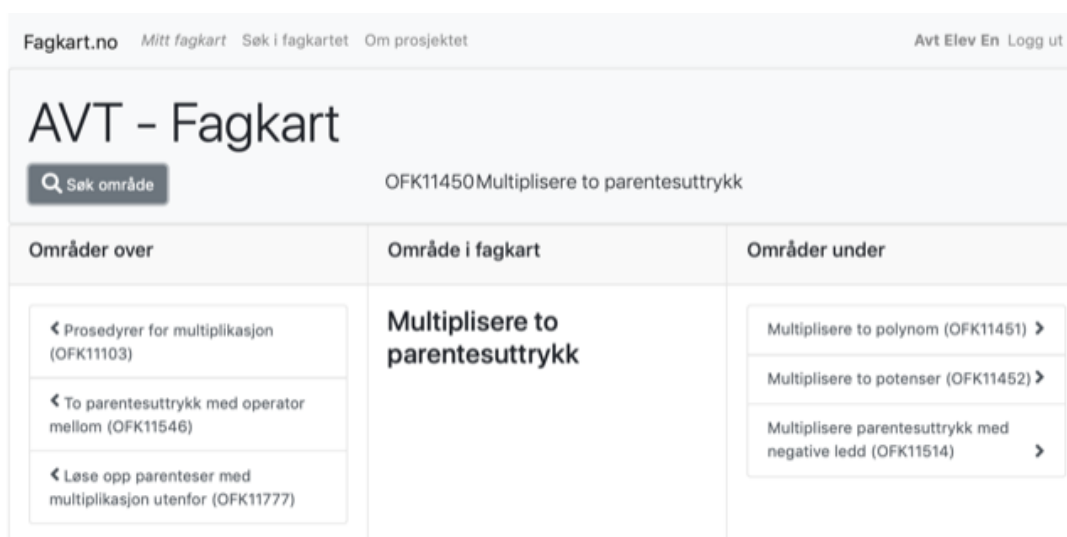 Fagkart.no Mitt fagkart Søk i fagkartet Om prosjektet Avt Elev En Logg ut
AVT - Fagkart
Søk område OFK11450Multiplisere to parentesuttrykk
Områder over
Prosedyrer for multiplikasjon
(OFK11103)
To parentesuttrykk med operator
mellom (OFK11546)
Løse opp parenteser med
multiplikasjon utenfor (OFK11777)
Område i fagkart
Multiplisere to
parentesuttrykk
Områder under
Multiplisere to polynom (OFK11451)
Multiplisere to potenser (OFK11452)
Multiplisere parentesuttrykk med
negative ledd (OFK11514)